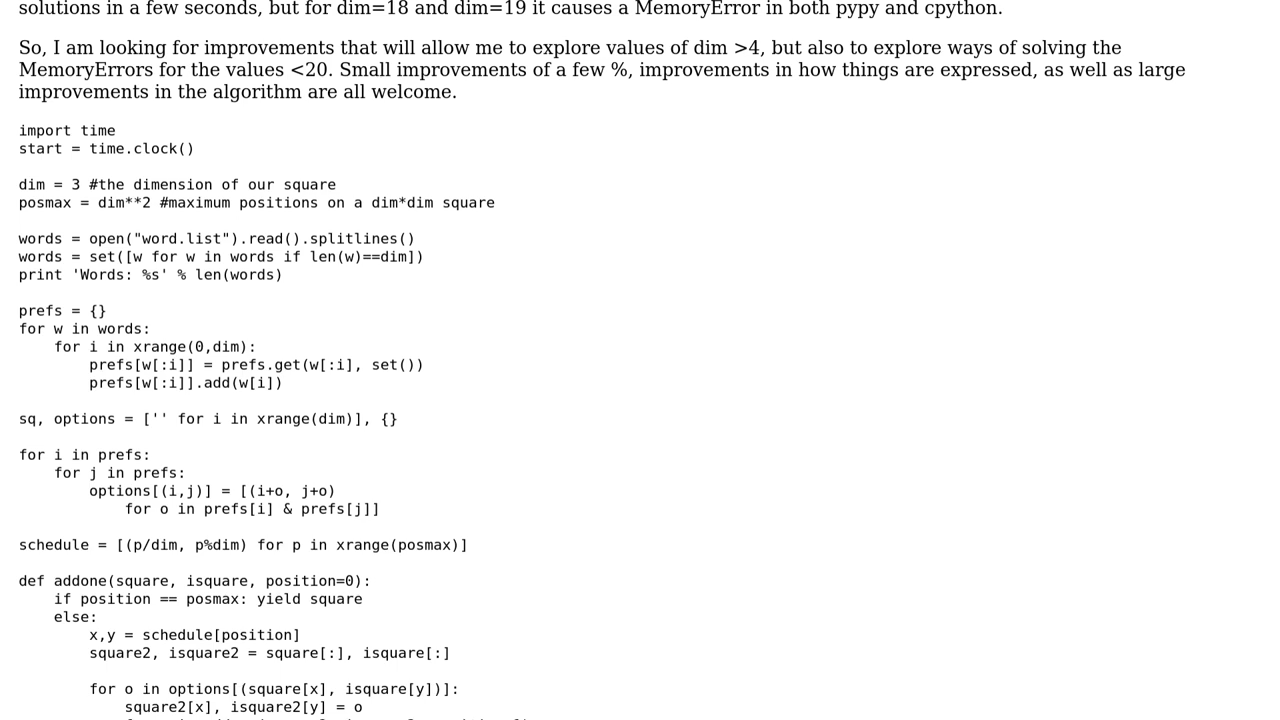 solutions in a few seconds, but for dim=18 and dim=19 it causes a MemoryError in both pypy and cpython.
So, I am looking for improvements that will allow me to explore values of dim >4, but also to explore ways of solving the
MemoryErrors for the values <20. Small improvements of a few %, improvements in how things are expressed, as well as large
improvements in the algorithm are all welcome.
import time
start = time.clock()
dim = 3 #the dimension of our square
posmax = dim**2 #maximum positions on a dim*dim square
words = open("word.list").read().splitlines()
words = set([w for w in words if len(w)==dim])
print 'Words: %s' % len(words)
prefs = {}
for w in words:
    for i in xrange(0,dim):
        prefs[w[:i]] = prefs.get(w[:i], set())
        prefs[w[:i]].add(w[i])
sq, options = ['' for i in xrange(dim)], {}
for i in prefs:
    for j in prefs:
        options[(i,j)] = [(i+o, j+o)
            for o in prefs[i] & prefs[j]]
schedule = [(p/dim, p%dim) for p in xrange(posmax)]
def addone(square, isquare, position=0):
    if position == posmax: yield square
    else:
        x,y = schedule[position]
        square2, isquare2 = square[:], isquare[:]
        for o in options[(square[x], isquare[y])]:
            square2[x], isquare2[y] = o